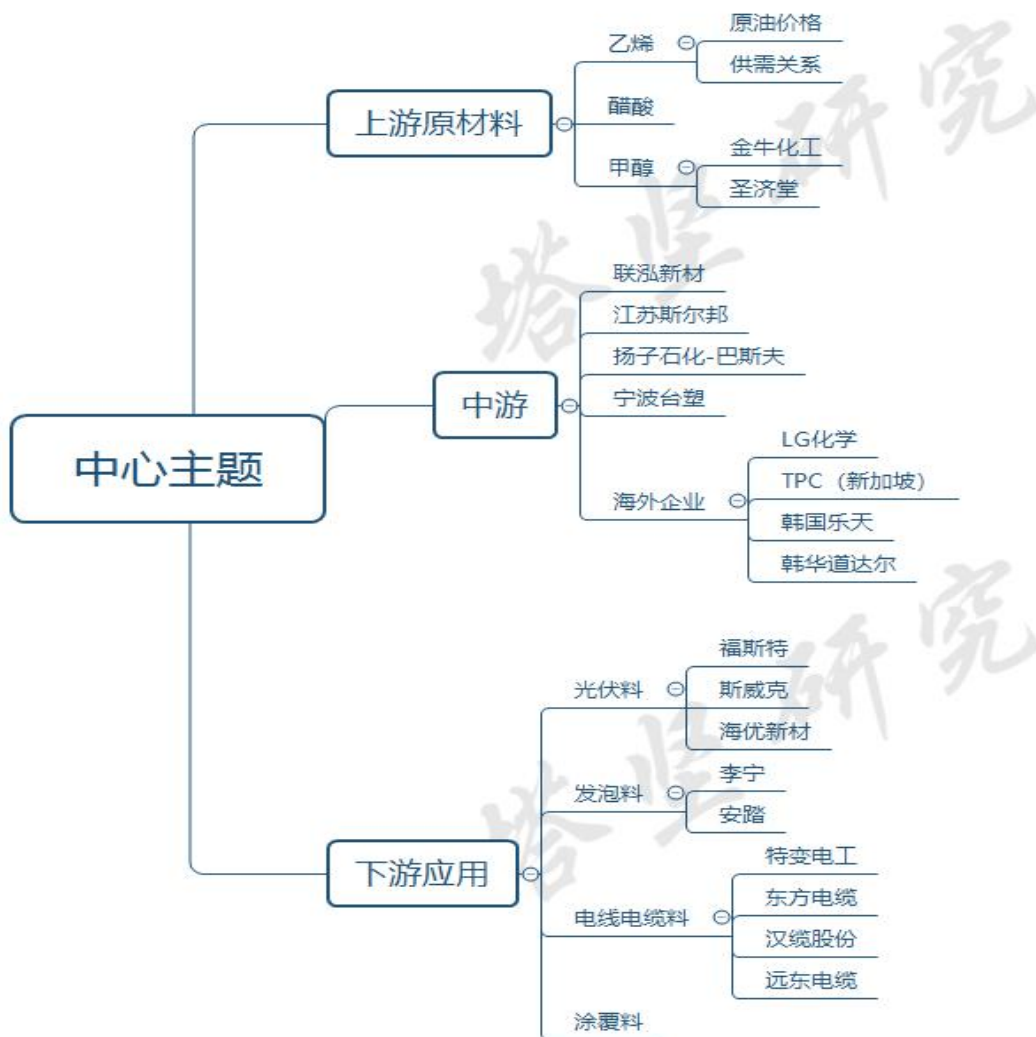 中心主题
上游原材料
乙烯
原油价格
供需关系
醋酸
甲醇
金牛化工
圣济堂
中游
联泓新材
江苏斯尔邦
扬子石化-巴斯夫
宁波台塑
海外企业
LG化学
TPC（新加坡）
韩国乐天
韩华道达尔
下游应用
光伏料
福斯特
斯威克
海优新材
发泡料
李宁
安踏
电线电缆料
特变电工
东方电缆
汉缆股份
远东电缆
涂覆料
塔坚研究
塔坚研究